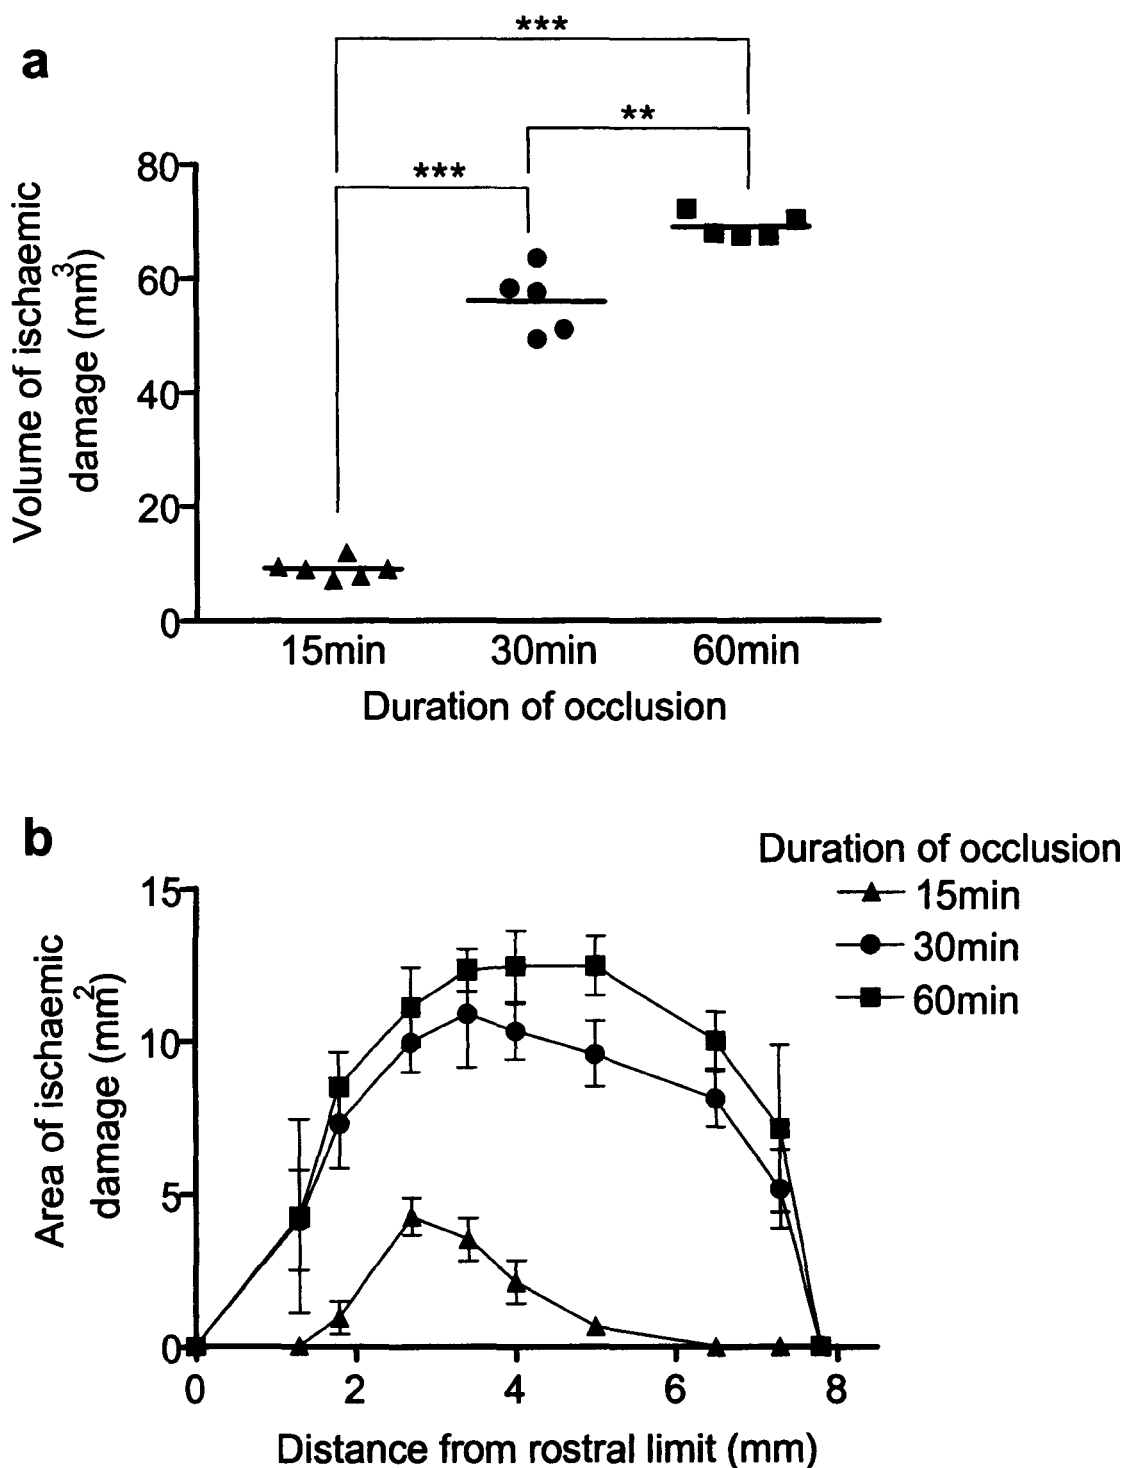 a
***
**
***
80
60
40
20
0
Volume of ischaemic
damage (mm³)
15min 30min 60min
Duration of occlusion
b
Duration of occlusion
15min
30min
60min
15
10
5
0
Area of ischaemic
damage (mm²)
0 2 4 6 8
Distance from rostral limit (mm)